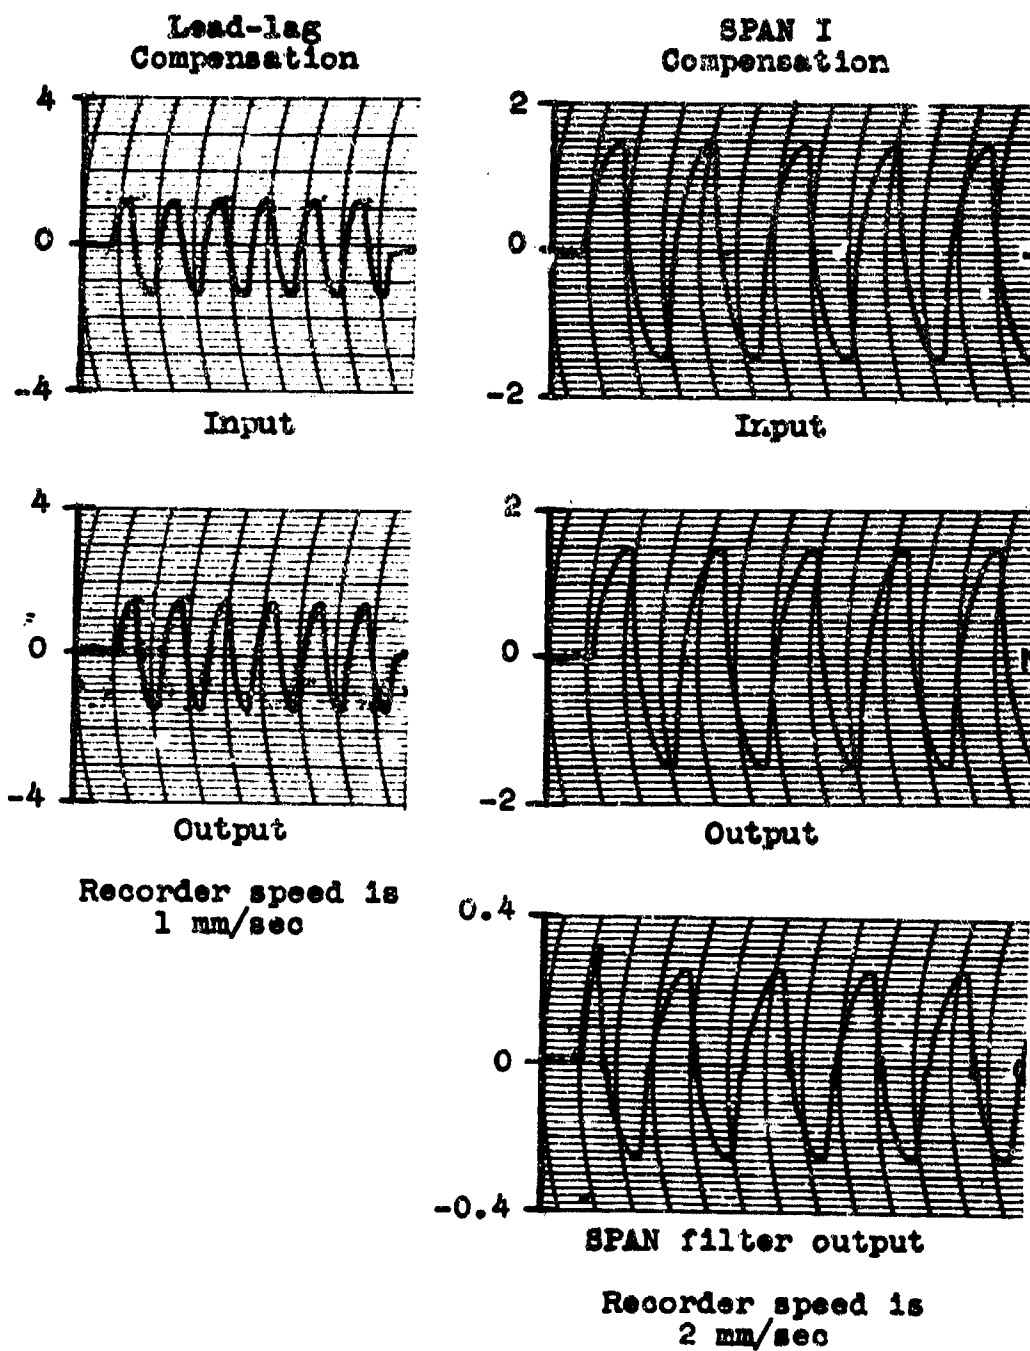 Lead-lag
Compensation
4
0
-4
Input
4
0
-4
Output
Recorder speed is
1 mm/sec
SPAN I
Compensation
2
0
-2
Input
2
0
-2
Output
0.4
0
-0.4
SPAN filter output
Recorder speed is
2 mm/sec